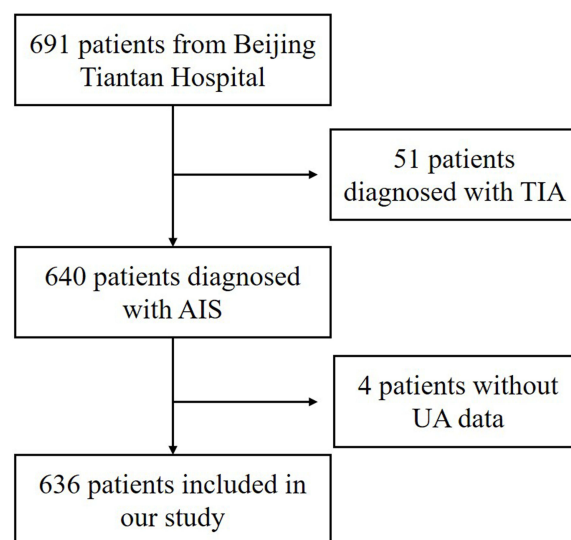 691 patients from Beijing
Tiantan Hospital
51 patients
diagnosed with TIA
640 patients diagnosed
with AIS
4 patients without
UA data
636 patients included in
our study